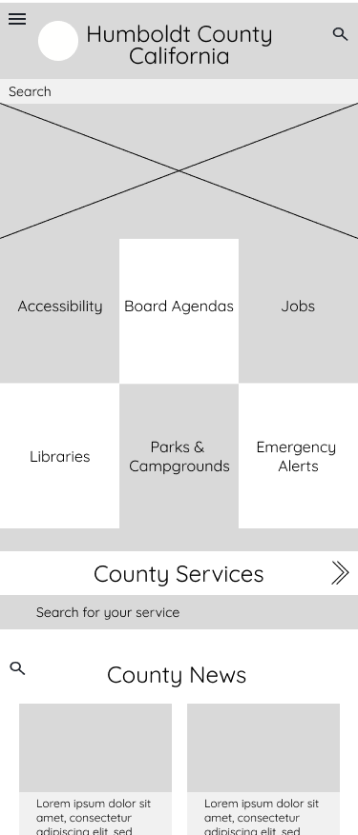 Humboldt County
California
Search
Accessibility
Board Agendas
Jobs
Libraries
Parks &
Campgrounds
Emergency
Alerts
County Services
Search for your service
County News
Lorem ipsum dolor sit
amet, consectetur
adipiscing elit, sed
Lorem ipsum dolor sit
amet, consectetur
adipiscing elit, sed